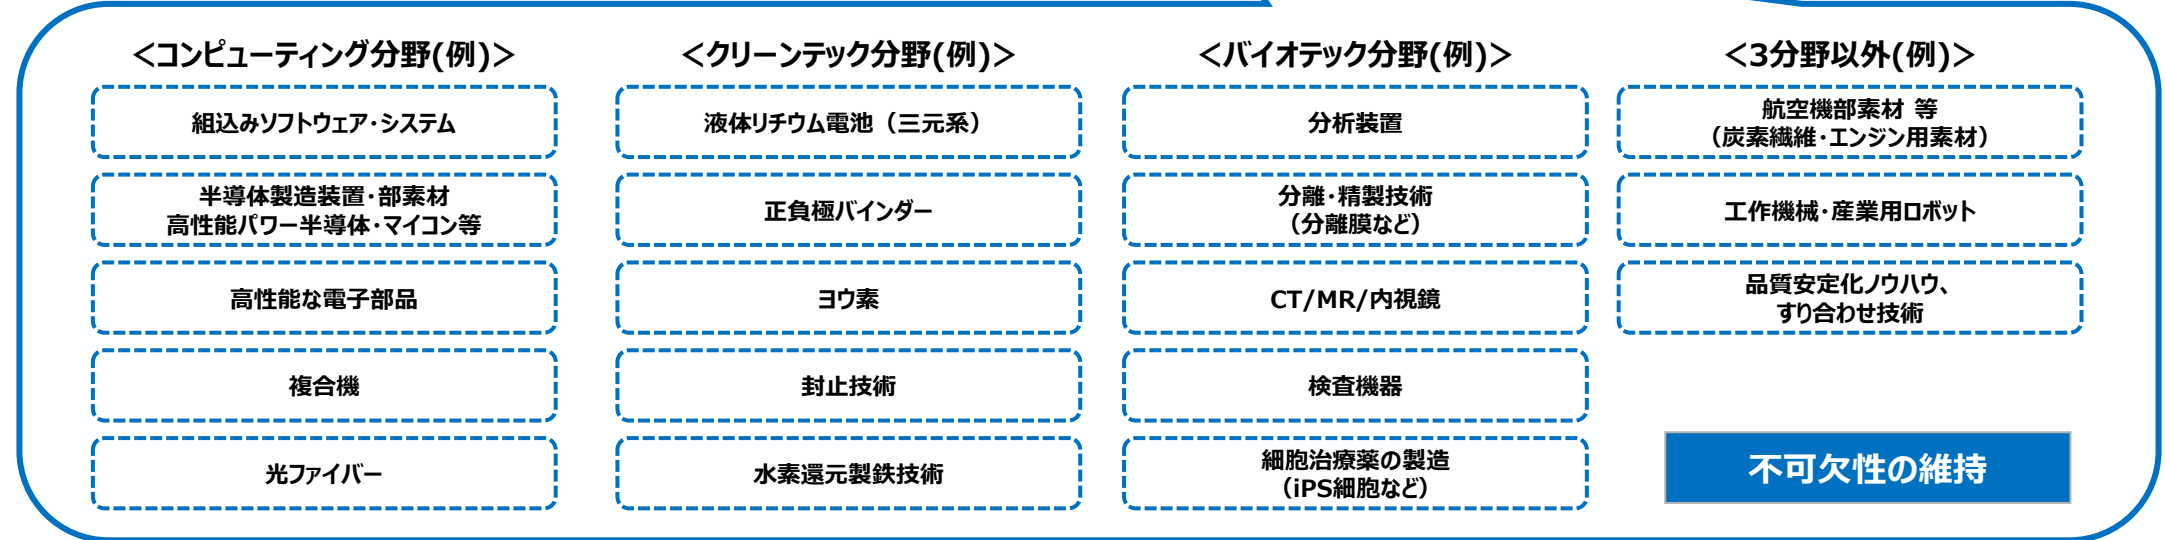 <コンピューティング分野(例)>
組込みソフトウェア・システム
半導体製造装置・部素材
高性能パワー半導体・マイコン等
高性能な電子部品
複合機
光ファイバー
<クリーンテック分野(例)>
液体リチウム電池（三元系）
正負極バインダー
ヨウ素
封止技術
水素還元製鉄技術
<バイオテック分野(例)>
分析装置
分離・精製技術
（分離膜など）
CT/MR/内視鏡
検査機器
細胞治療薬の製造
（iPS細胞など）
<3分野以外(例)>
航空機部素材 等
（炭素繊維・エンジン用素材）
工作機械・産業用ロボット
品質安定化ノウハウ、
すり合わせ技術
不可欠性の維持